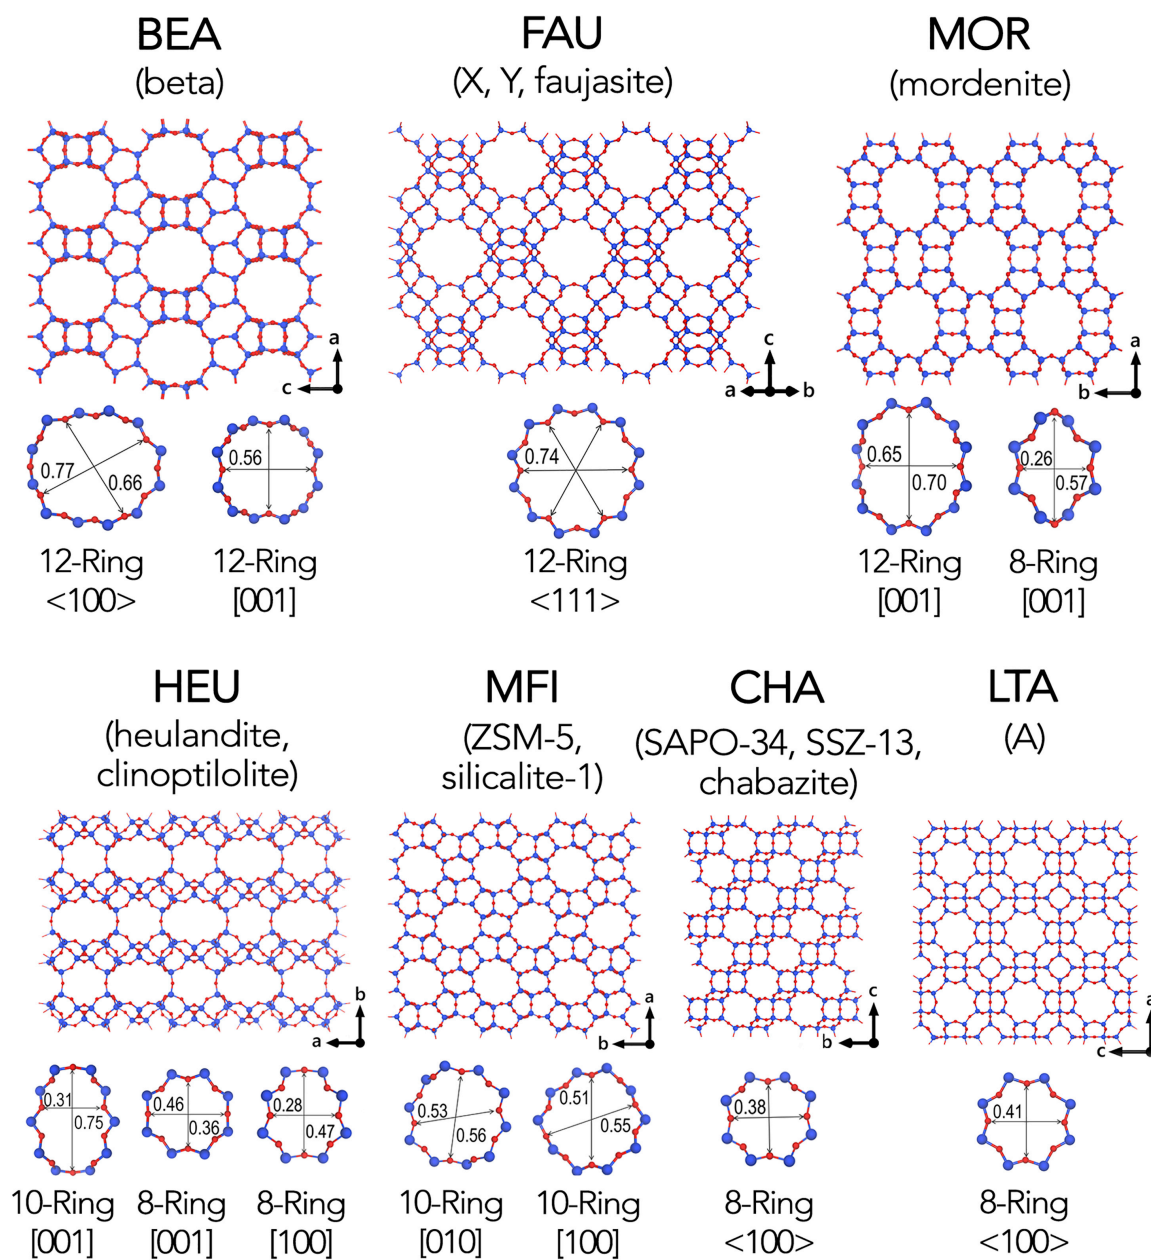 BEA
(beta)
FAU
(X, Y, faujasite)
MOR
(mordenite)
a
c
c
a
b
a
b
0.77
0.66
0.56
0.74
0.65
0.70
0.26
0.57
12-Ring
<100>
12-Ring
[001]
12-Ring
<111>
12-Ring
[001]
8-Ring
[001]
HEU
(heulandite,
clinoptilolite)
MFI
(ZSM-5,
silicalite-1)
CHA
(SAPO-34, SSZ-13,
chabazite)
LTA
(A)
b
a
a
b
c
b
a
c
0.31
0.75
0.46
0.36
0.28
0.47
0.53
0.56
0.51
0.55
0.38
0.41
10-Ring
[001]
8-Ring
[001]
8-Ring
[100]
10-Ring
[010]
10-Ring
[100]
8-Ring
<100>
8-Ring
<100>